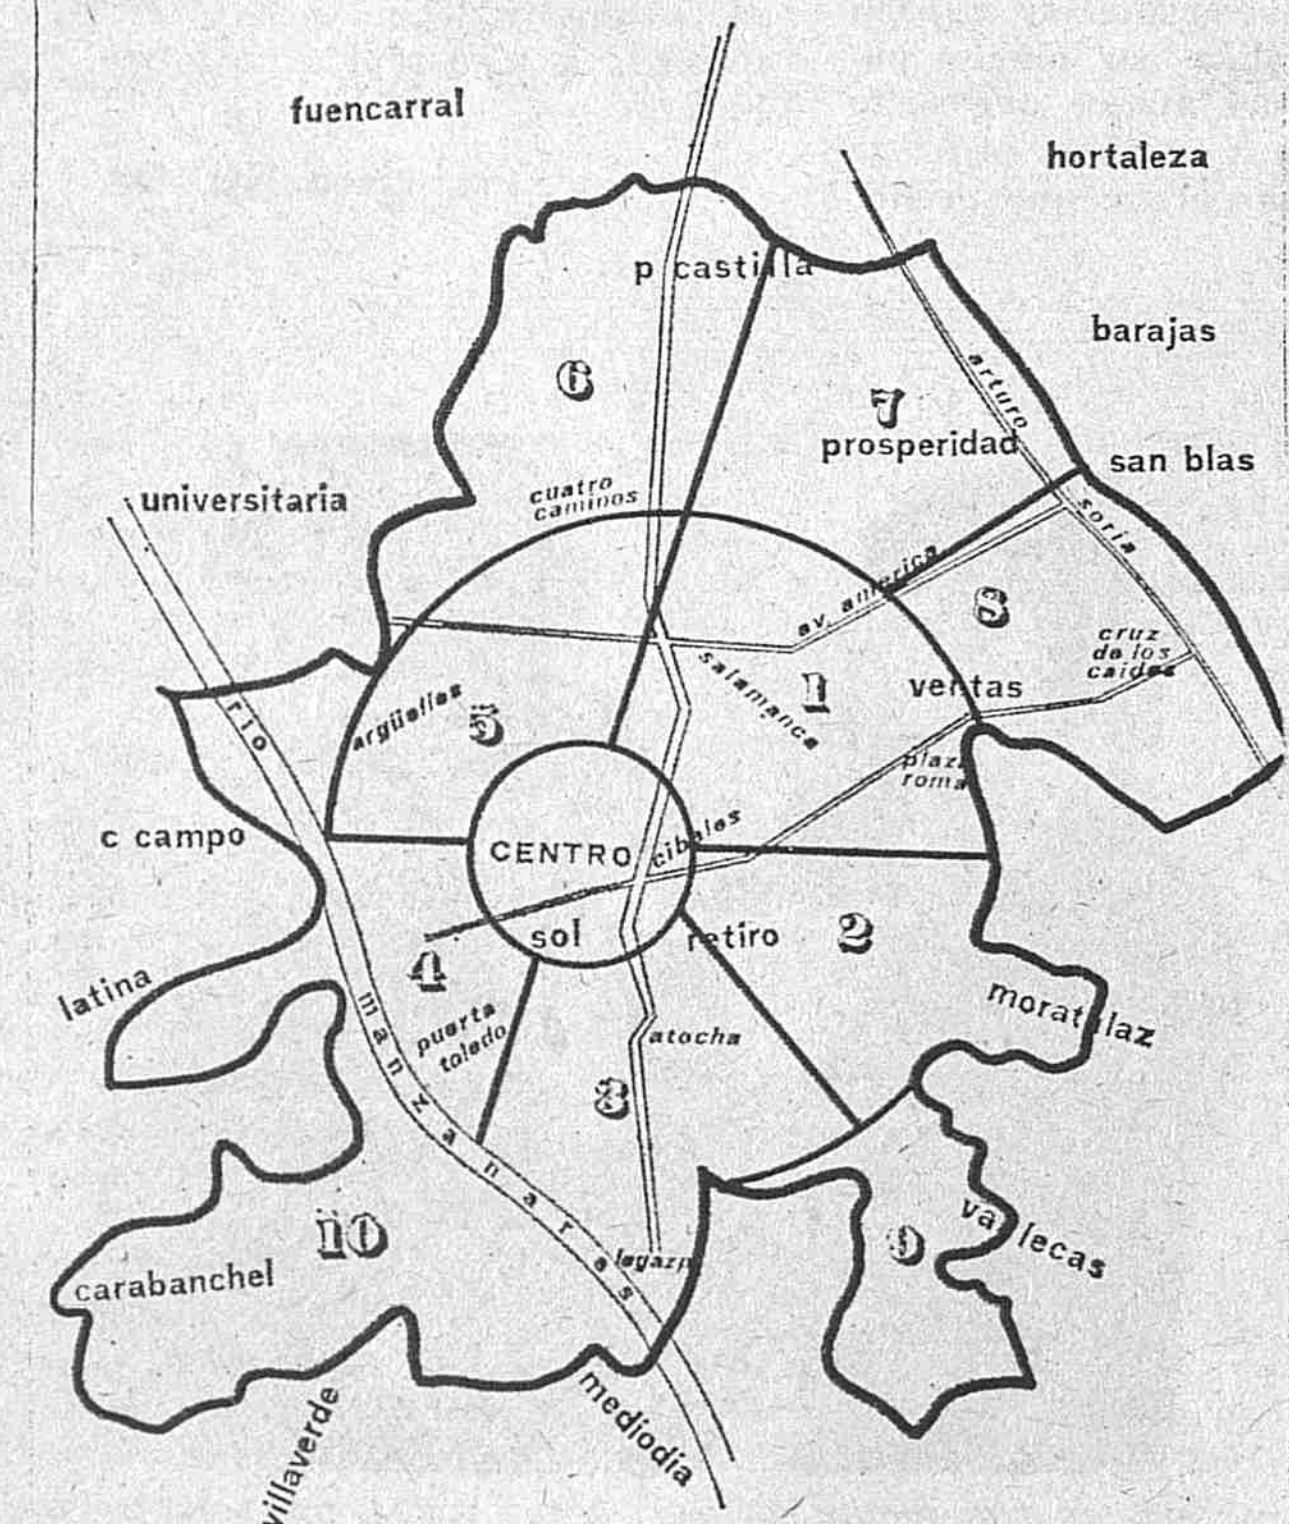 fuencarral
hortaleza
p castilla
barajas
6
7
arturo
prosperidad
san blas
cuatro
caminos
universitaria
soria
av. america
8
cruz
de los
caidos
salamanca
1
ventas
argüelles
5
rio
plaza
roma
c campo
CENTRO
cibeles
sol
retiro
2
4
latina
manzanares
moratalaz
puerta
toledo
atocha
3
10
vallecas
9
legazpi
carabanchel
mediodía
villaverde